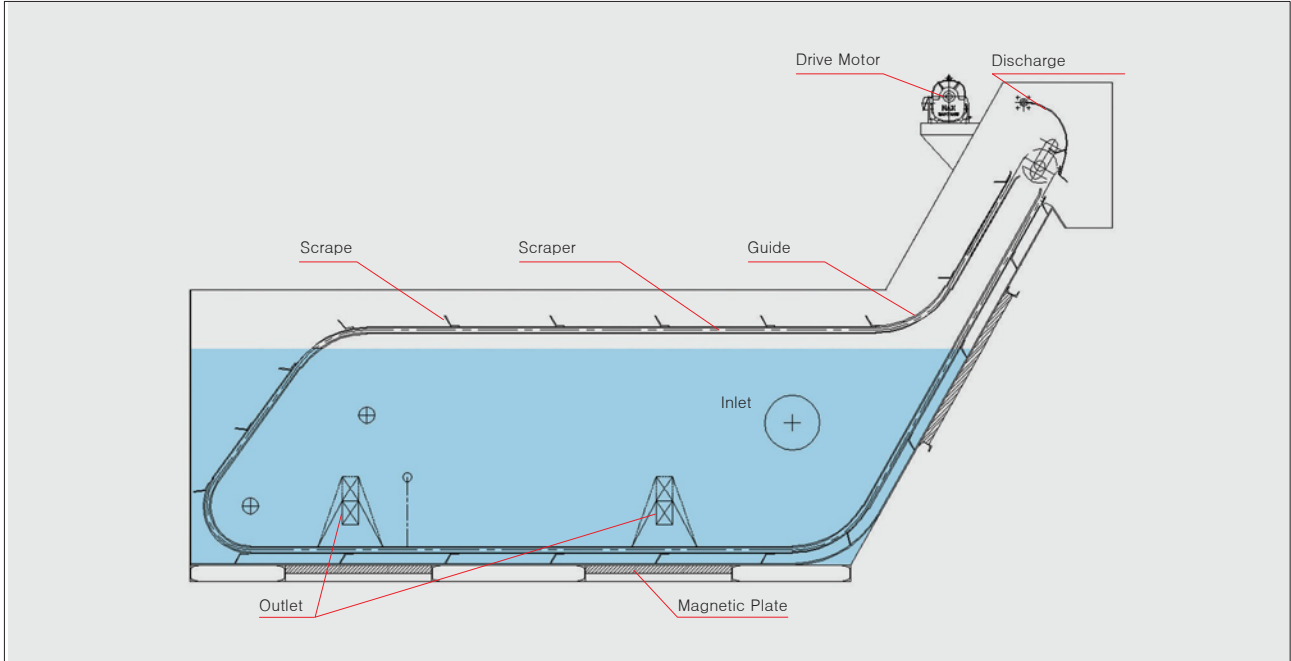 Drive Motor
Discharge
Scrape
Scraper
Guide
Inlet
Outlet
Magnetic Plate